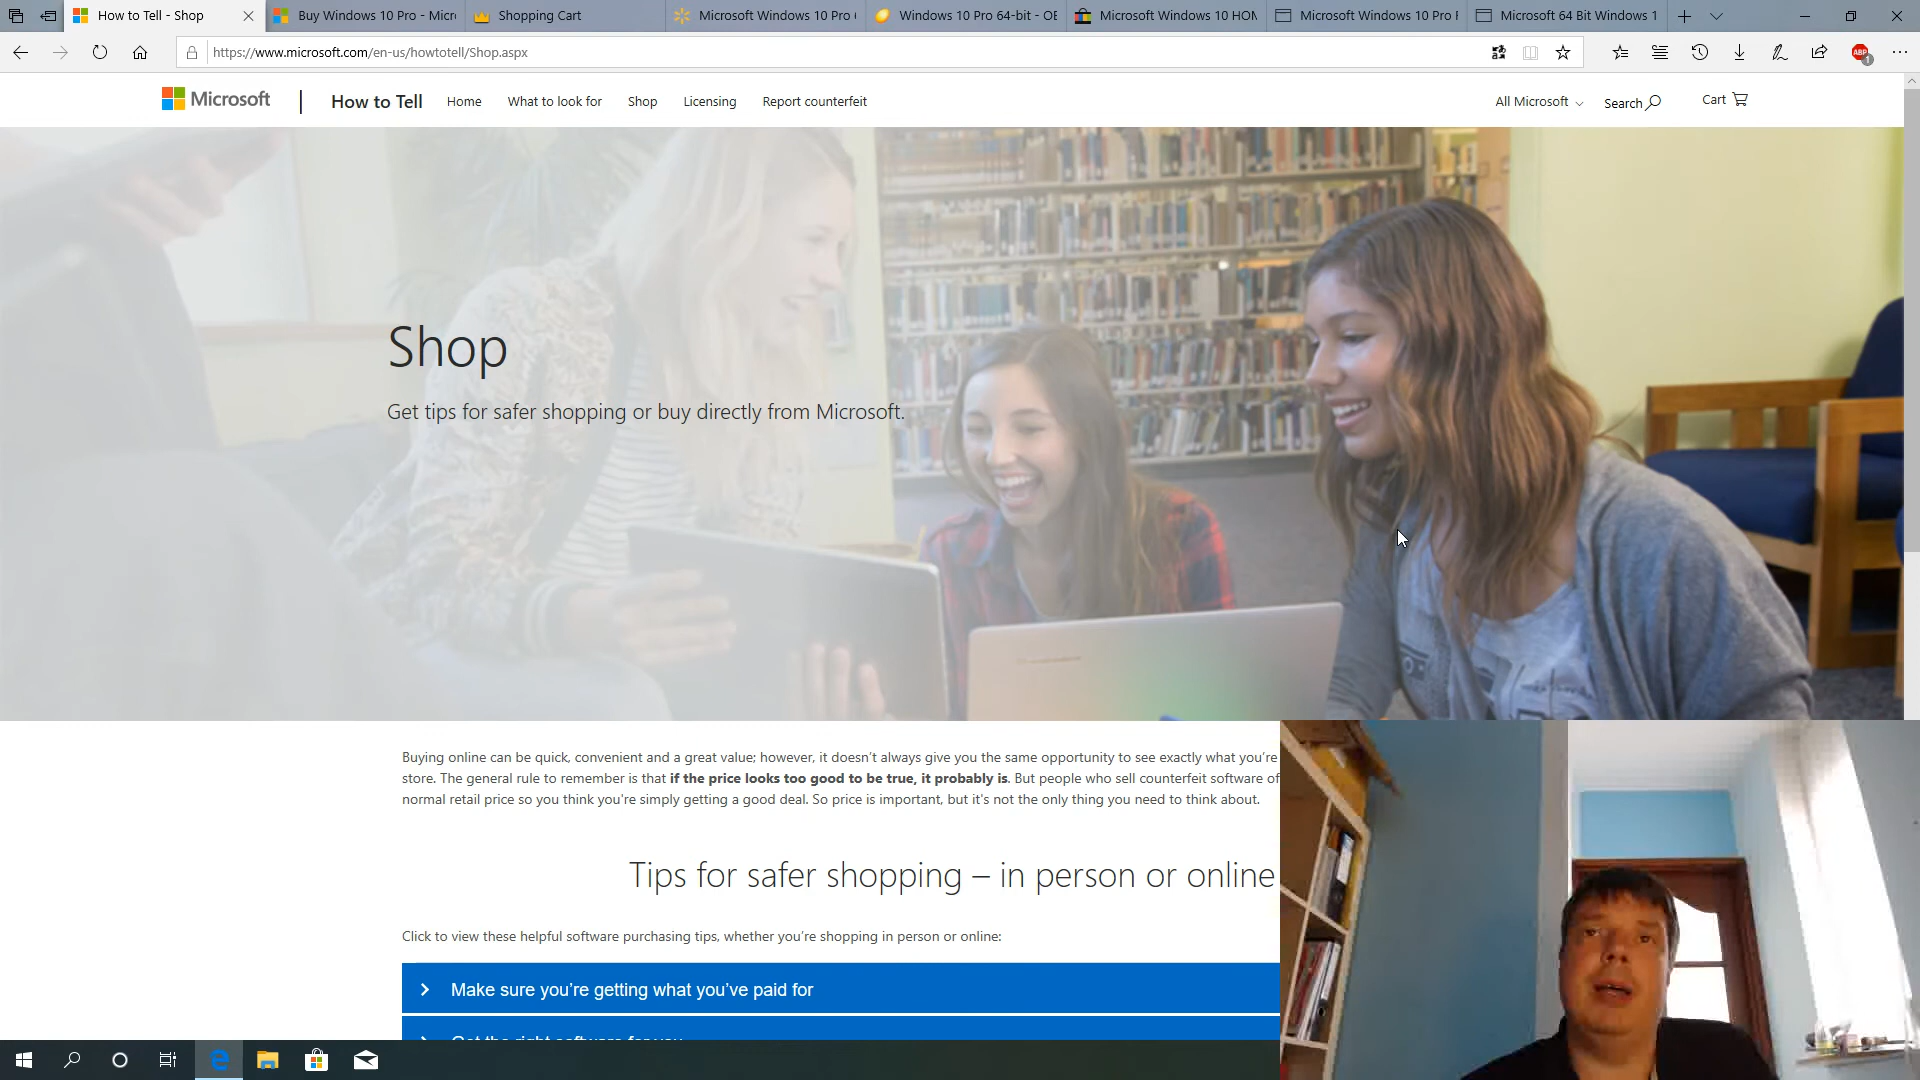 How to Tell - Shop
Buy Windows 10 Pro - Micr
Shopping Cart
Microsoft Windows 10 Pro
Windows 10 Pro 64-bit - OE
Microsoft Windows 10 HOM
Microsoft Windows 10 Pro F
Microsoft 64 Bit Windows 1
https://www.microsoft.com/en-us/howtotell/Shop.aspx
ABP
1
Microsoft
How to Tell
Home
What to look for
Shop
Licensing
Report counterfeit
All Microsoft
Search
Cart
Shop
Get tips for safer shopping or buy directly from Microsoft.
Buying online can be quick, convenient and a great value; however, it doesn't always give you the same opportunity to see exactly what you're
store. The general rule to remember is that if the price looks too good to be true, it probably is. But people who sell counterfeit software of
normal retail price so you think you're simply getting a good deal. So price is important, but it's not the only thing you need to think about.
Tips for safer shopping – in person or online
Click to view these helpful software purchasing tips, whether you're shopping in person or online:
Make sure you're getting what you've paid for
Get the right software for you